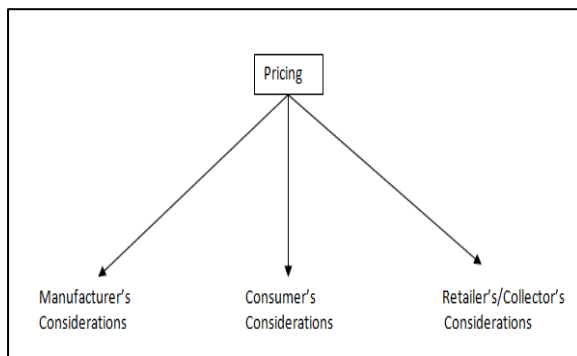 Pricing
Manufacturer's
Considerations
Consumer's
Considerations
Retailer's/Collector's
Considerations